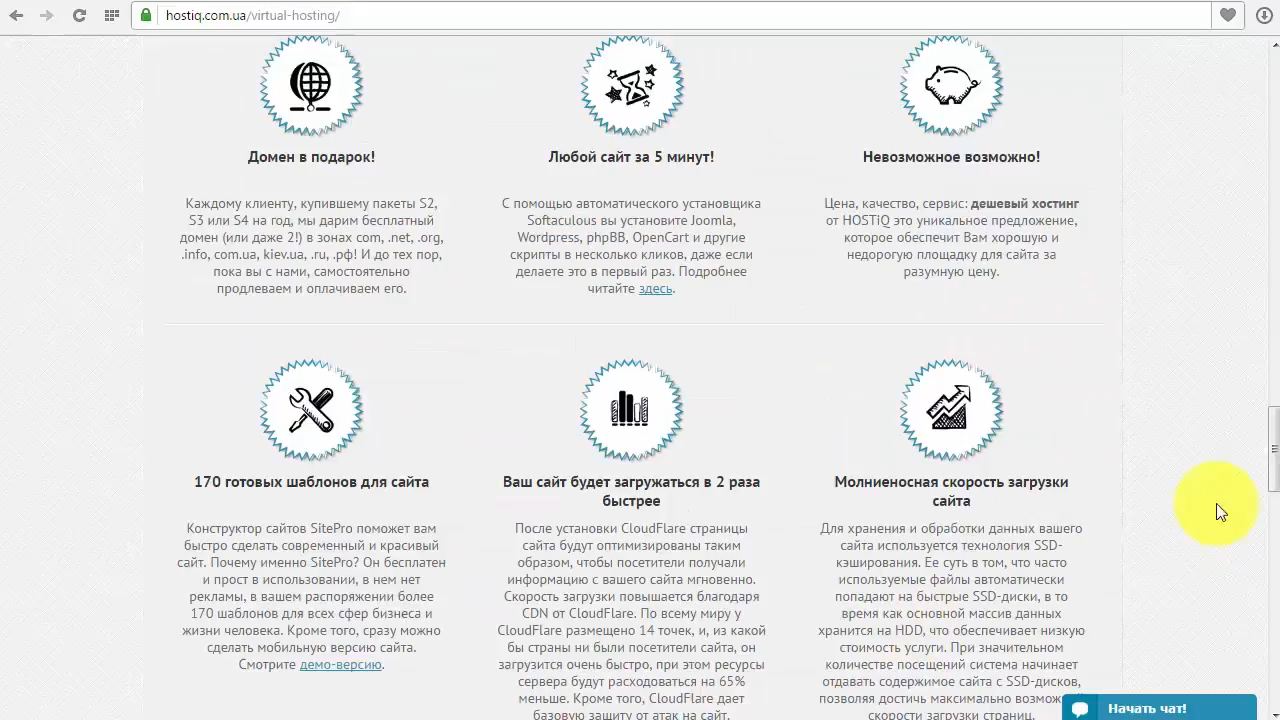 hostiq.com.ua/virtual-hosting/
Домен в подарок!
Каждому клиенту, купившему пакеты S2,
S3 или S4 на год, мы дарим бесплатный
домен (или даже 2!) в зонах com, .net, .org,
.info, com.ua, kiev.ua, .ru, .рф! И до тех пор,
пока вы с нами, самостоятельно
продлеваем и оплачиваем его.
Любой сайт за 5 минут!
С помощью автоматического установщика
Softaculous вы установите Joomla,
Wordpress, phpBB, OpenCart и другие
скрипты в несколько кликов, даже если
делаете это в первый раз. Подробнее
читайте здесь.
Невозможное возможно!
Цена, качество, сервис: дешевый хостинг
от HOSTiQ это уникальное предложение,
которое обеспечит Вам хорошую и
недорогую площадку для сайта за
разумную цену.
170 готовых шаблонов для сайта
Конструктор сайтов SitePro поможет вам
быстро сделать современный и красивый
сайт. Почему именно SitePro? Он бесплатен
и прост в использовании, в нем нет
рекламы, в вашем распоряжении более
170 шаблонов для всех сфер бизнеса и
жизни человека. Кроме того, сразу можно
сделать мобильную версию сайта.
Смотрите демо-версию.
Ваш сайт будет загружаться в 2 раза
быстрее
После установки CloudFlare страницы
сайта будут оптимизированы таким
образом, чтобы посетители получали
информацию с вашего сайта мгновенно.
Скорость загрузки повышается благодаря
CDN от CloudFlare. По всему миру у
CloudFlare размещено 14 точек, и, из какой
бы страны ни были посетители сайта, он
загрузится очень быстро, при этом ресурсы
сервера будут расходоваться на 65%
меньше. Кроме того, CloudFlare дает
базовую защиту от атак на сайт.
Молниеносная скорость загрузки
сайта
Для хранения и обработки данных вашего
сайта используется технология SSD-
кэширования. Ее суть в том, что часто
используемые файлы автоматически
попадают на быстрые SSD-диски, в то
время как основной массив данных
хранится на HDD, что обеспечивает низкую
стоимость услуги. При значительном
количестве посещений система начинает
отдавать содержимое сайта с SSD-дисков,
позволяя достичь максимально
скорости загрузки страниц.
Начать чат!